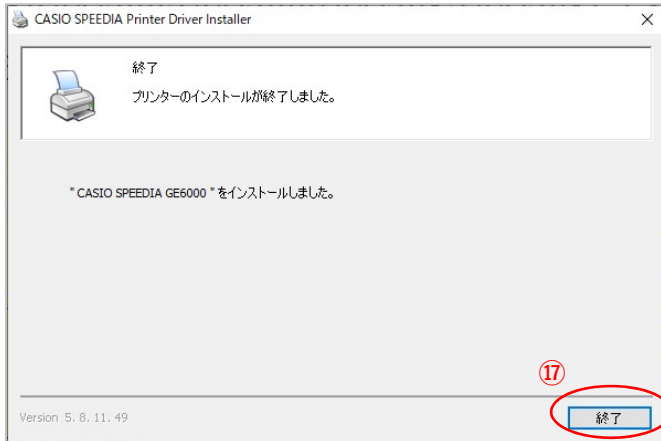 CASIO SPEEDIA Printer Driver Installer
終了
プリンターのインストールが終了しました。
" CASIO SPEEDIA GE6000 " をインストールしました。
⑰
Version 5. 8. 11. 49
終了